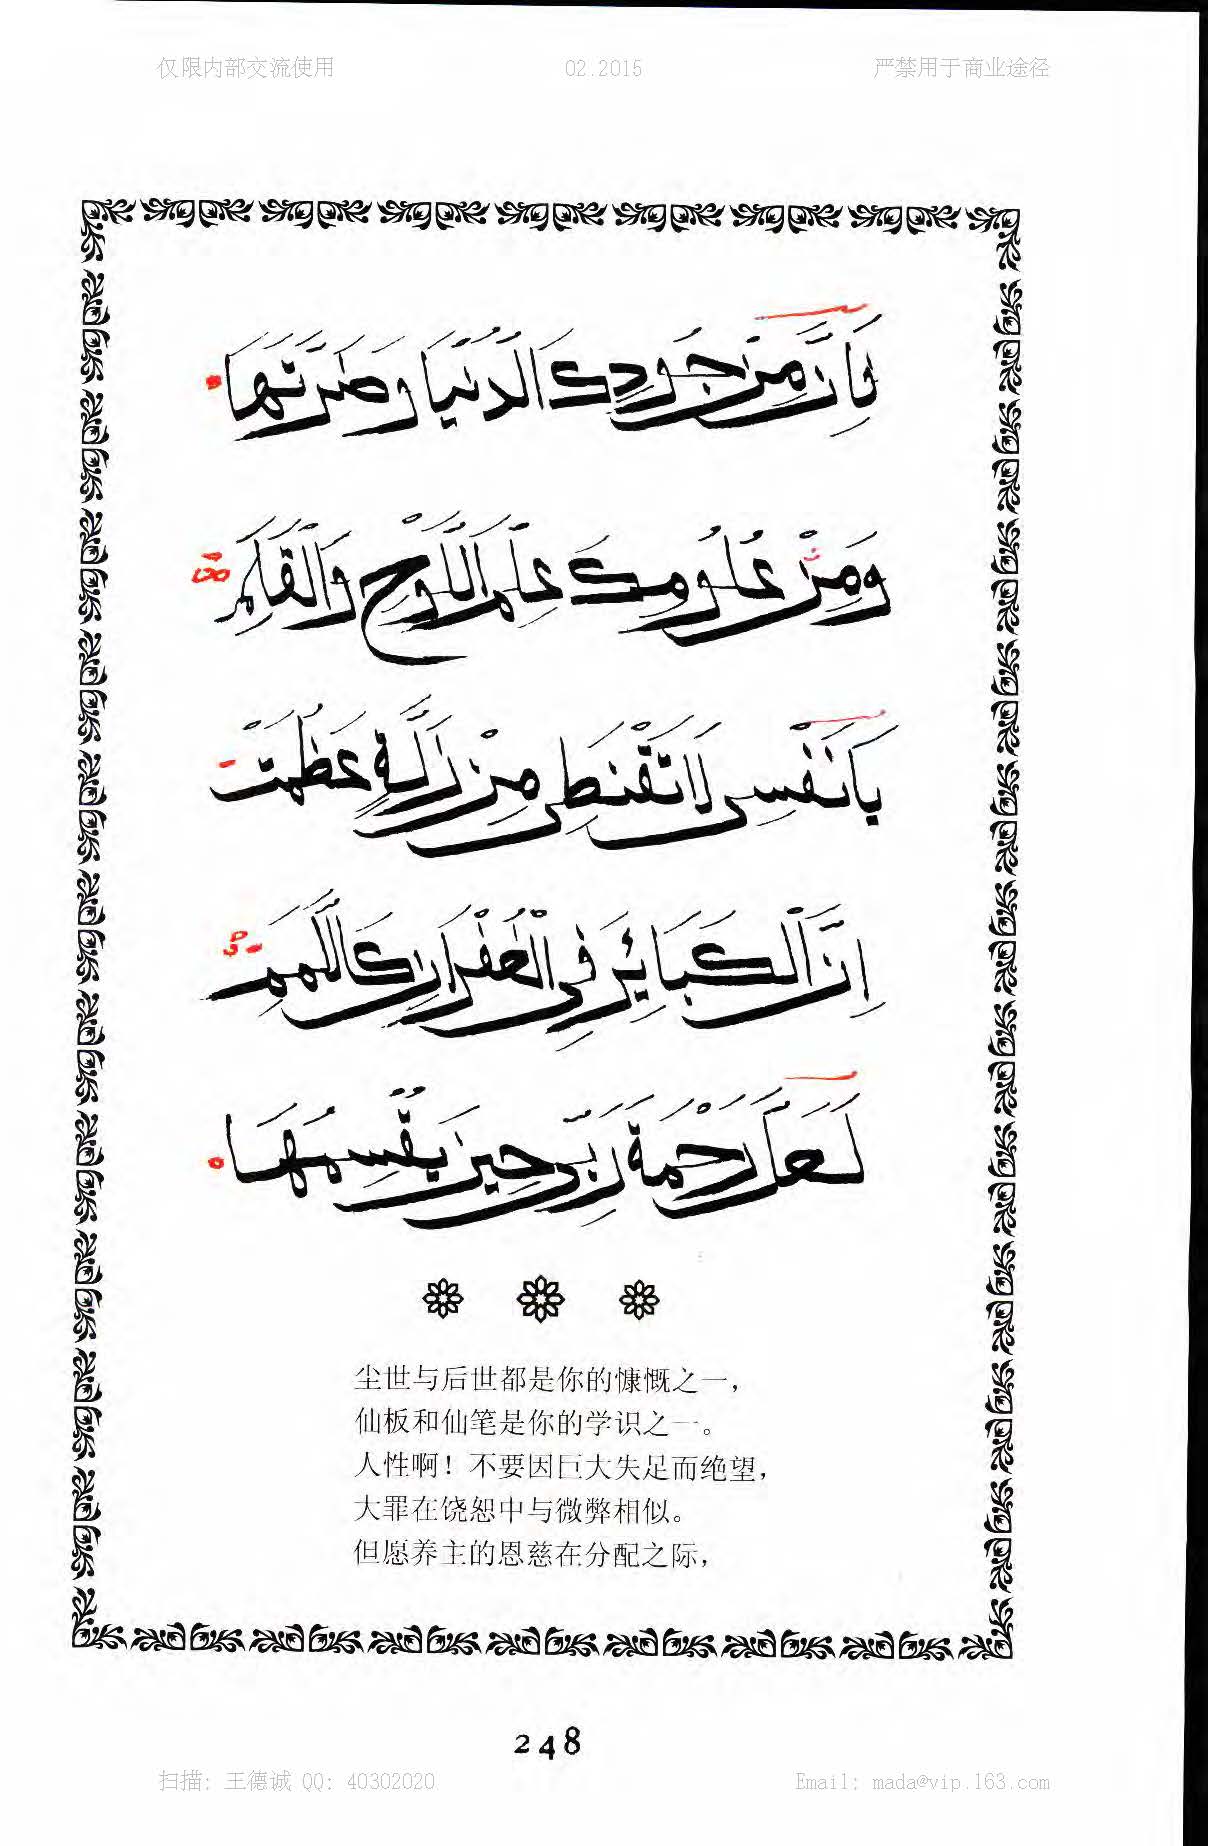 仅限内部交流使用 02.2015 严禁用于商业途径
فَاِنَّ مِنْ جُودِكَ الدُّنْيَا وَضَرَّتَهَا
وَمِنْ عُلُومِكَ عِلْمَ اللَّوْحِ وَالْقَلَمِ
يَانَفْسِى لَا تَقْنَطِى مِنْ زَلَّةٍ عَظُمَتْ
اِنَّ الْكَبَائِرَ فِى الْغُفْرَانِ كَاللَّمَمِ
لَعَلَّ رَحْمَةَ رَبِّى حِينَ يَقْسِمُهَا
尘世与后世都是你的慷慨之一，
仙板和仙笔是你的学识之一。
人性啊！不要因巨大失足而绝望，
大罪在饶恕中与微弊相似。
但愿养主的恩慈在分配之际，
248
扫描: 王德诚 QQ: 40302020 Email: mada@vip.163.com